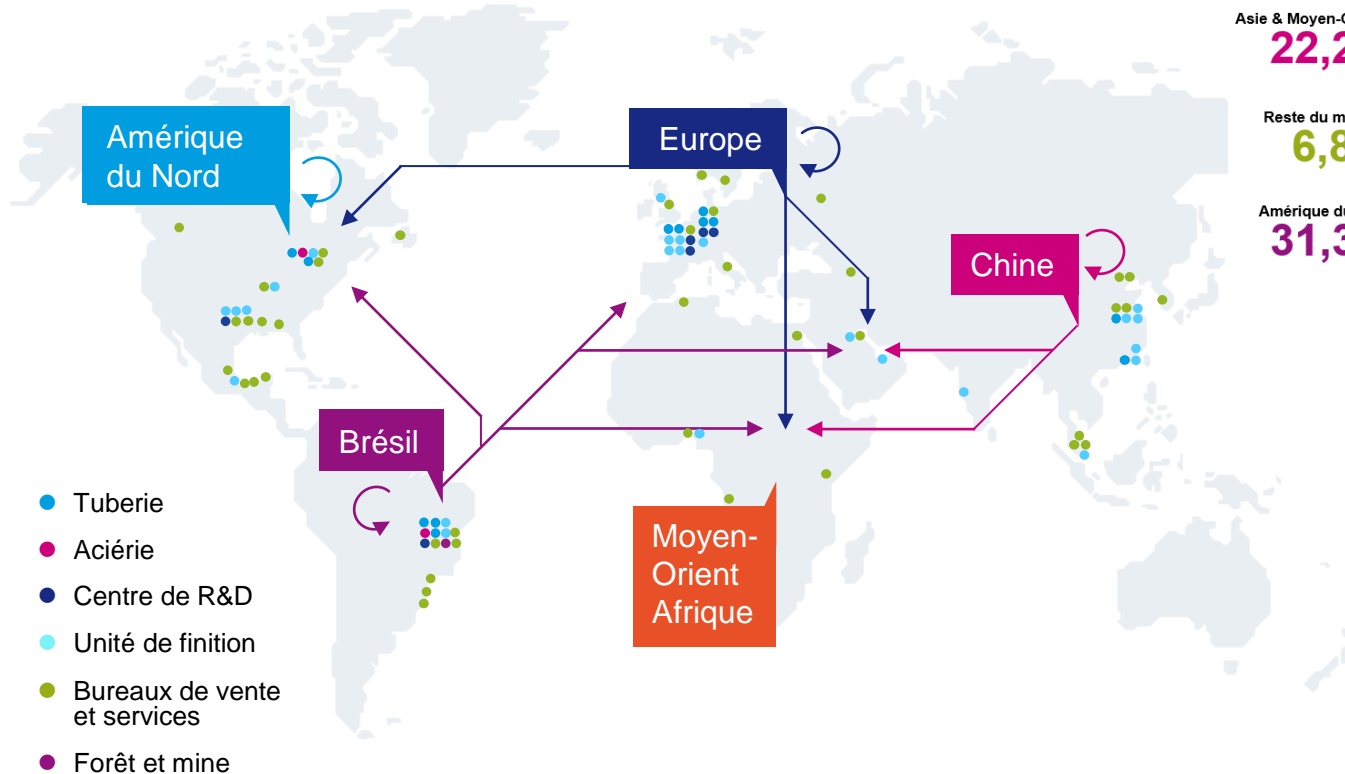 Asie & Moyen-
22,2
Reste du m
6,8
Amérique du
31,3
Amérique
du Nord
Europe
Chine
Brésil
Moyen-
Orient
Afrique
Tuberie
Aciérie
Centre de R&D
Unité de finition
Bureaux de vente
et services
Forêt et mine